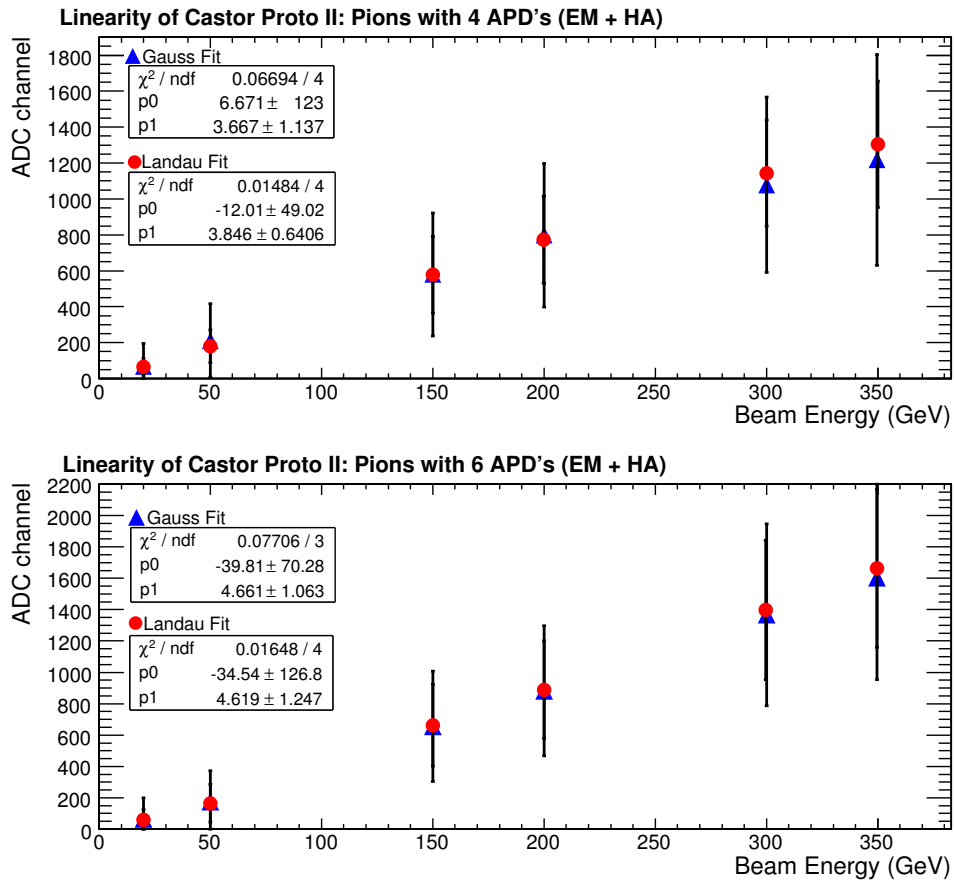 Linearity of Castor Proto II: Pions with 4 APD's (EM + HA)
ADC channel
1800
1600
1400
1200
1000
800
600
400
200
0
Gauss Fit
χ² / ndf 0.06694 / 4
p0 6.671 ± 123
p1 3.667 ± 1.137
Landau Fit
χ² / ndf 0.01484 / 4
p0 -12.01 ± 49.02
p1 3.846 ± 0.6406
0 50 100 150 200 250 300 350
Beam Energy (GeV)
Linearity of Castor Proto II: Pions with 6 APD's (EM + HA)
ADC channel
2200
2000
1800
1600
1400
1200
1000
800
600
400
200
0
Gauss Fit
χ² / ndf 0.07706 / 3
p0 -39.81 ± 70.28
p1 4.661 ± 1.063
Landau Fit
χ² / ndf 0.01648 / 4
p0 -34.54 ± 126.8
p1 4.619 ± 1.247
0 50 100 150 200 250 300 350
Beam Energy (GeV)